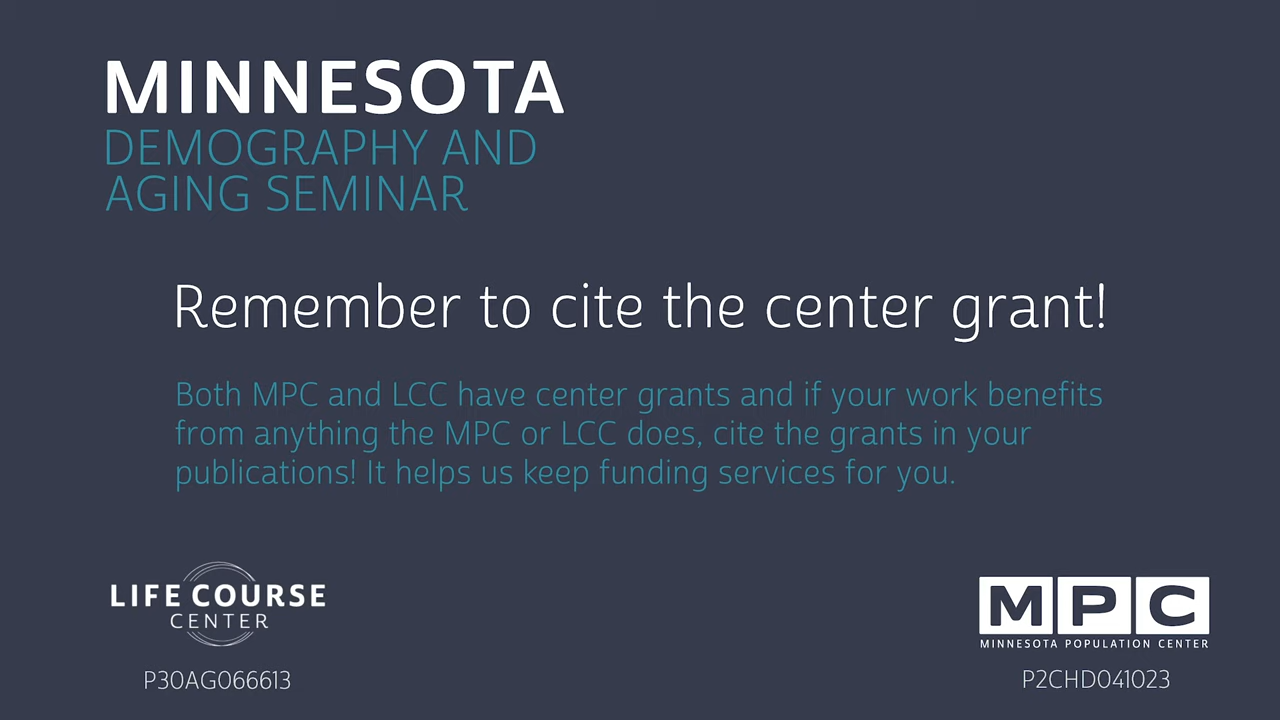 MINNESOTA
DEMOGRAPHY AND
AGING SEMINAR
Remember to cite the center grant!
Both MPC and LCC have center grants and if your work benefits
from anything the MPC or LCC does, cite the grants in your
publications! It helps us keep funding services for you.
LIFE COURSE
CENTER
P30AG066613
MPC
MINNESOTA POPULATION CENTER
P2CHD041023